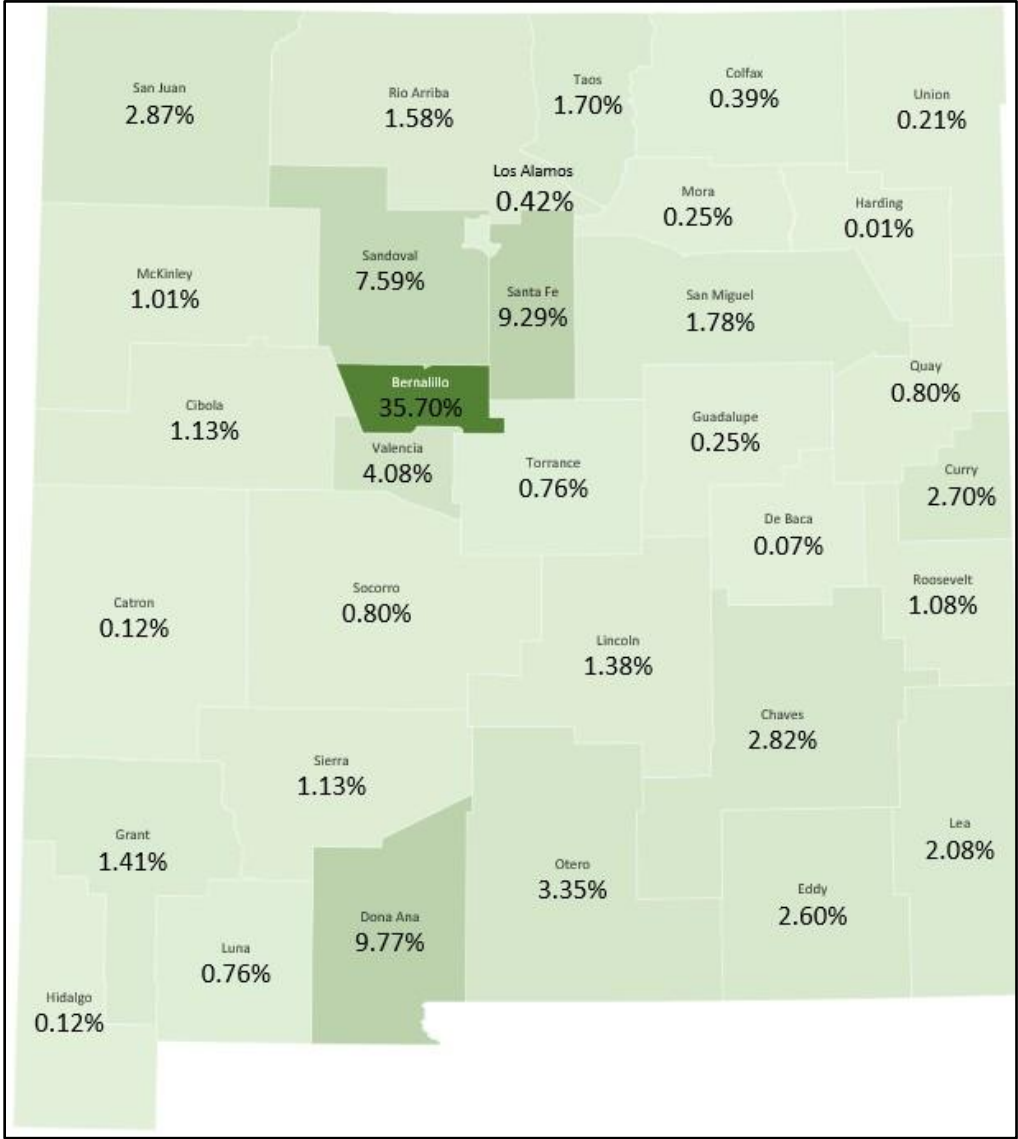 San Juan
2.87%
Rio Arriba
1.58%
Taos
1.70%
Colfax
0.39%
Union
0.21%
Los Alamos
0.42%
Mora
0.25%
Harding
0.01%
McKinley
1.01%
Sandoval
7.59%
Santa Fe
9.29%
San Miguel
1.78%
Quay
0.80%
Bernalillo
35.70%
Cibola
1.13%
Valencia
4.08%
Torrance
0.76%
Guadalupe
0.25%
Curry
2.70%
De Baca
0.07%
Roosevelt
1.08%
Catron
0.12%
Socorro
0.80%
Lincoln
1.38%
Chaves
2.82%
Sierra
1.13%
Grant
1.41%
Otero
3.35%
Lea
2.08%
Eddy
2.60%
Dona Ana
9.77%
Luna
0.76%
Hidalgo
0.12%